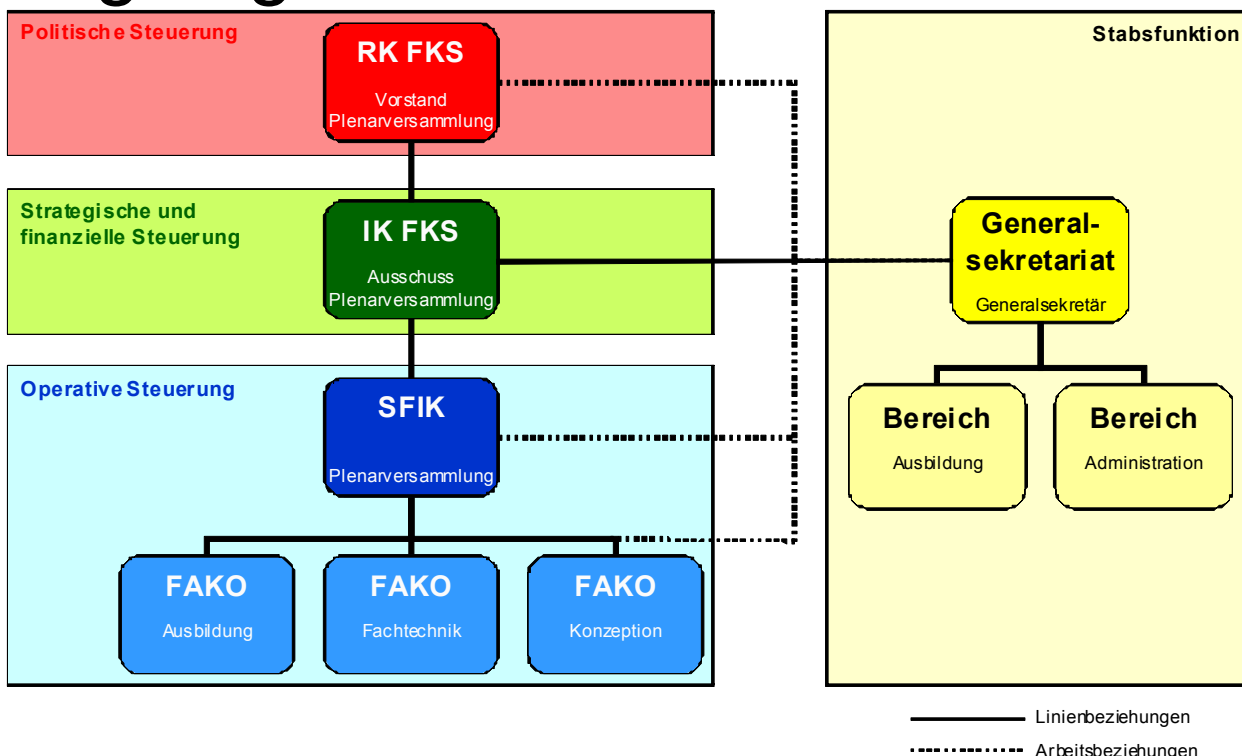 Politische Steuerung
RK FKS
Vorstand
Plenarversammlung
Strategische und
finanzielle Steuerung
IK FKS
Ausschuss
Plenarversammlung
Operative Steuerung
SFIK
Plenarversammlung
FAKO
Ausbildung
FAKO
Fachtechnik
FAKO
Konzeption
Stabsfunktion
General-
sekretariat
Generalsekretär
Bereich
Ausbildung
Bereich
Administration
Linienbeziehungen
Arbeitsbeziehungen